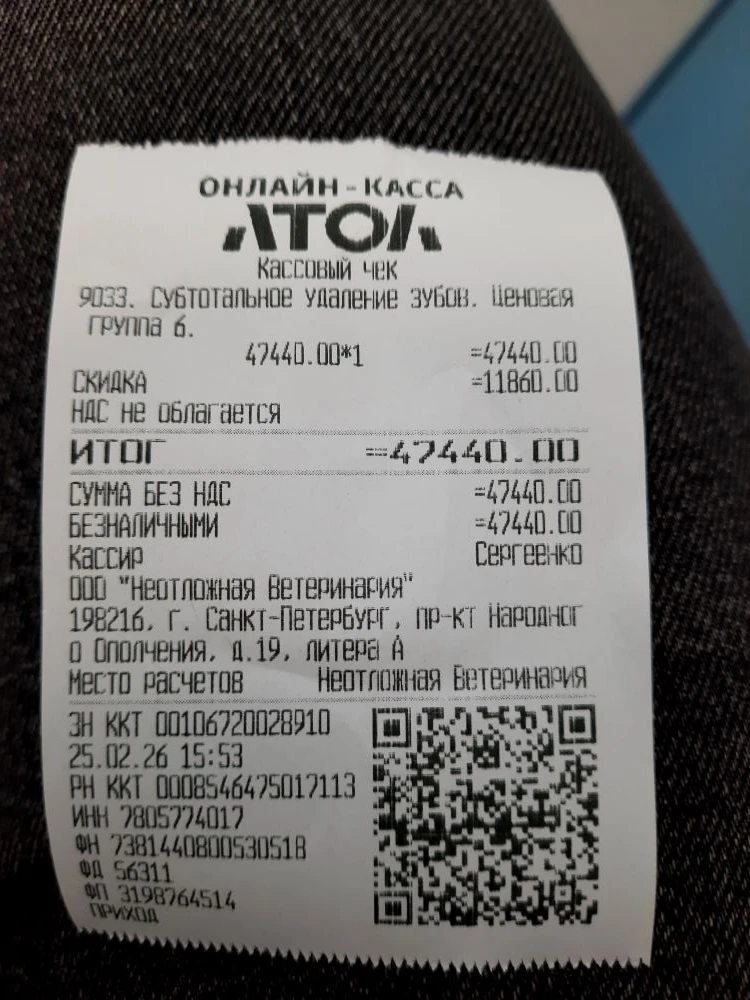 ОНЛАЙН-КАССА
АТОЛ
Кассовый чек
9033. Субтотальное удаление зубов. Ценовая
группа 6.
47440.00*1 =47440.00
СКИДКА =11860.00
НДС не облагается
ИТОГ =47440.00
СУММА БЕЗ НДС =47440.00
БЕЗНАЛИЧНЫМИ =47440.00
Кассир Сергеенко
ООО "Неотложная Ветеринария"
198216, г. Санкт-Петербург, пр-кт Народног
о Ополчения, д.19, литера А
Место расчетов Неотложная Ветеринария
ЗН ККТ 00106720028910
25.02.26 15:53
РН ККТ 0008546475017113
ИНН 7805774017
ФН 7381440800530518
ФД 56311
ФП 3198764514
ПРИХОД